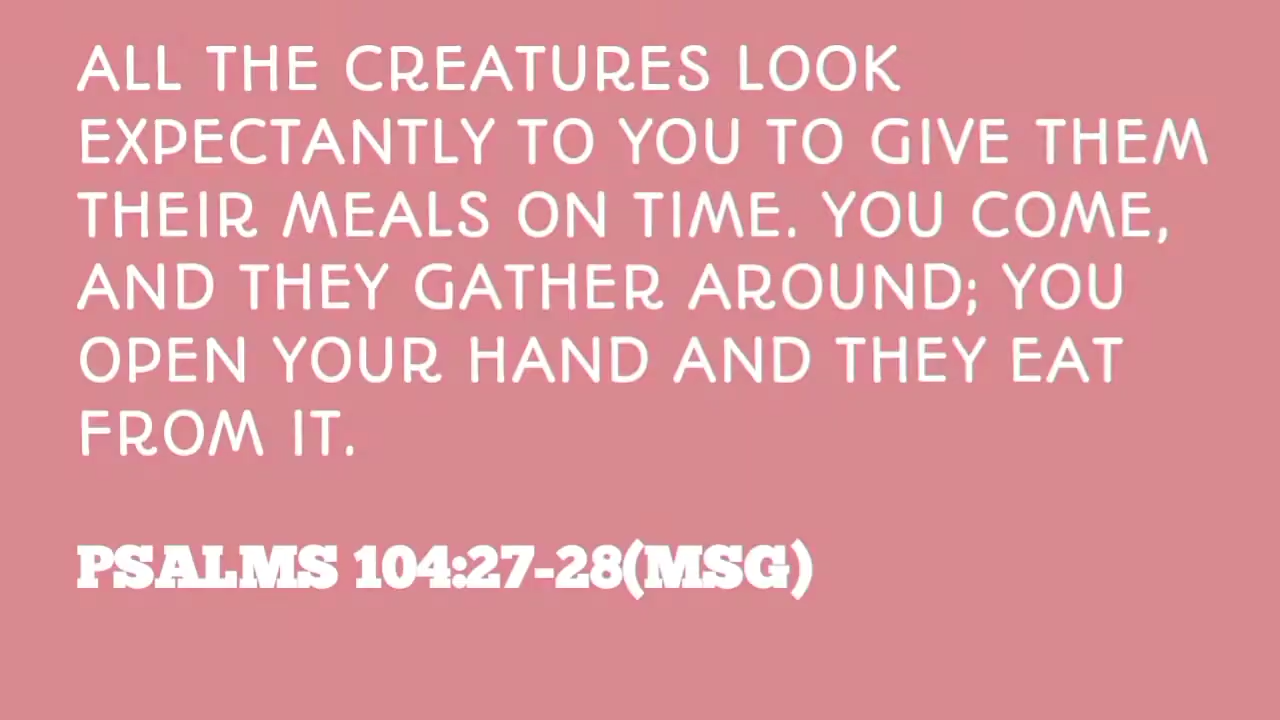 ALL THE CREATURES LOOK
EXPECTANTLY TO YOU TO GIVE THEM
THEIR MEALS ON TIME. YOU COME,
AND THEY GATHER AROUND; YOU
OPEN YOUR HAND AND THEY EAT
FROM IT.
PSALMS 104:27-28(MSG)